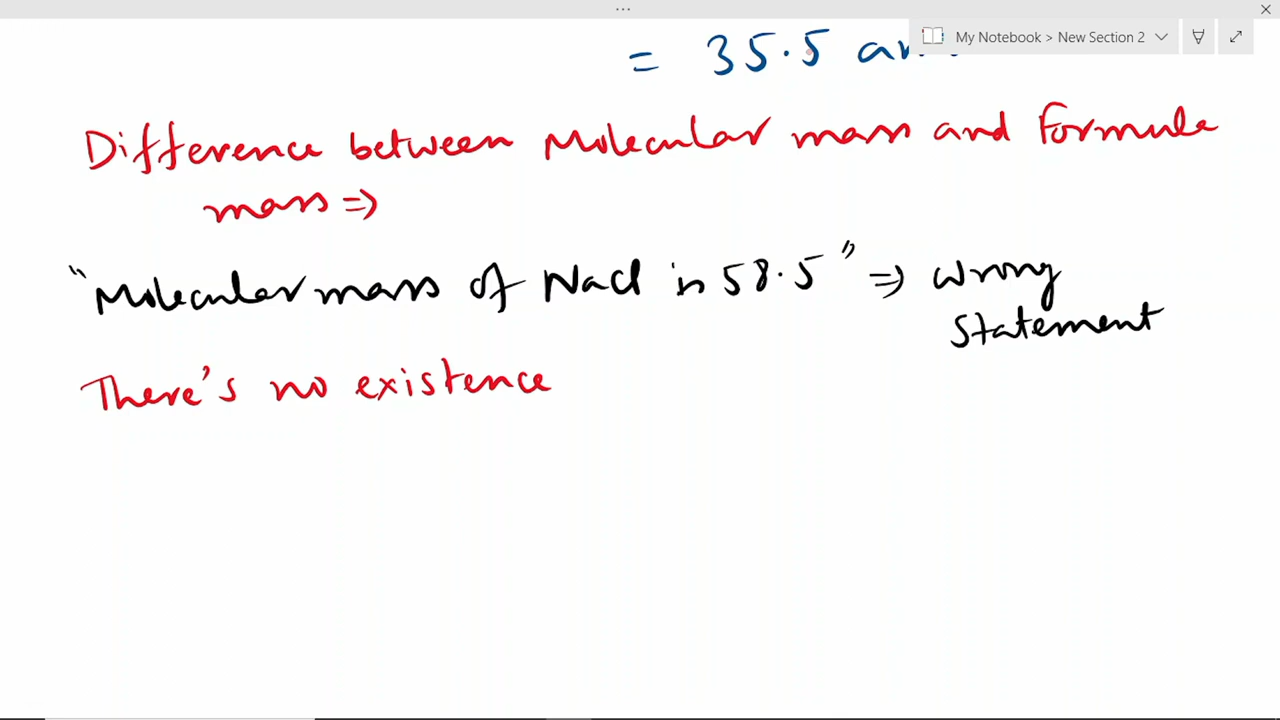 ...
My Notebook > New Section 2
= 35.5
Difference between Molecular mass and Formula
mass ⇒
"Molecular mass of NaCl is 58.5" ⇒ Wrong
Statement
There's no existence